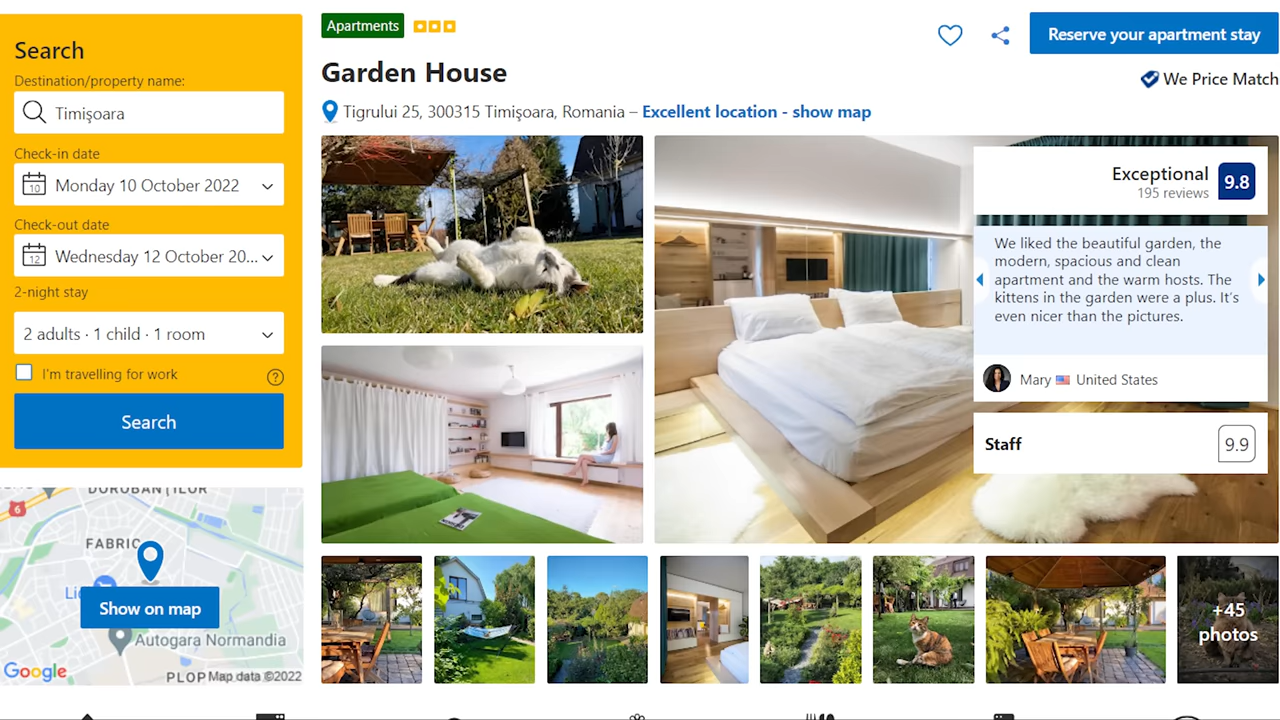 Search
Destination/property name:
Timişoara
Check-in date
10
Monday 10 October 2022
Check-out date
12
Wednesday 12 October 20...
2-night stay
2 adults · 1 child · 1 room
I'm travelling for work
?
Search
6
FABRIC
Show on map
Autogara Normandia
Google
PLOP
Map data ©2022
Apartments
Reserve your apartment stay
Garden House
We Price Match
Tigrului 25, 300315 Timişoara, Romania – Excellent location - show map
Exceptional
195 reviews
9.8
We liked the beautiful garden, the
modern, spacious and clean
apartment and the warm hosts. The
kittens in the garden were a plus. It's
even nicer than the pictures.
Mary United States
Staff
9.9
+45
photos